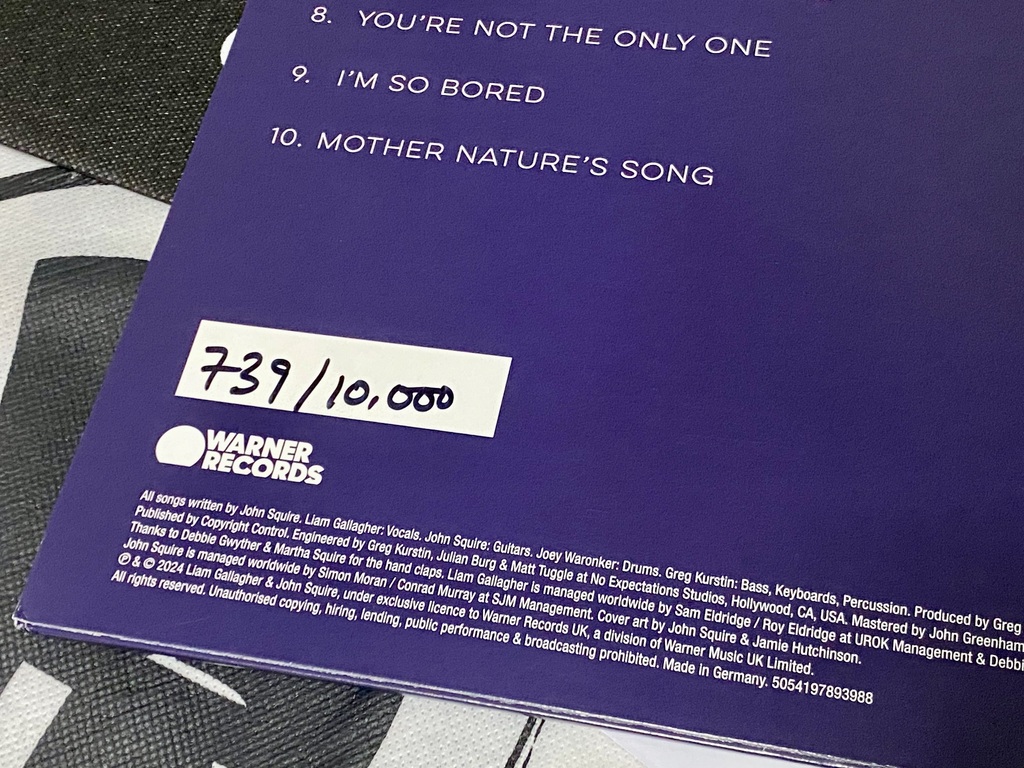 8. YOU'RE NOT THE ONLY ONE
9. I'M SO BORED
10. MOTHER NATURE'S SONG
739/10,000
WARNER
RECORDS
All songs written by John Squire. Liam Gallagher: Vocals. John Squire: Guitars. Joey Waronker: Drums. Greg Kurstin: Bass, Keyboards, Percussion. Produced by Greg
Published by Copyright Control. Engineered by Greg Kurstin, Julian Burg & Matt Tuggle at No Expectations Studios, Hollywood, CA, USA. Mastered by John Greenham
Thanks to Debbie Gwyther & Martha Squire for the hand claps. Liam Gallagher is managed worldwide by Sam Eldridge / Roy Eldridge at UROK Management & Debbi
John Squire is managed worldwide by Simon Moran / Conrad Murray at SJM Management. Cover art by John Squire & Jamie Hutchinson.
℗ & © 2024 Liam Gallagher & John Squire, under exclusive licence to Warner Records UK, a division of Warner Music UK Limited.
All rights reserved. Unauthorised copying, hiring, lending, public performance & broadcasting prohibited. Made in Germany. 5054197893988